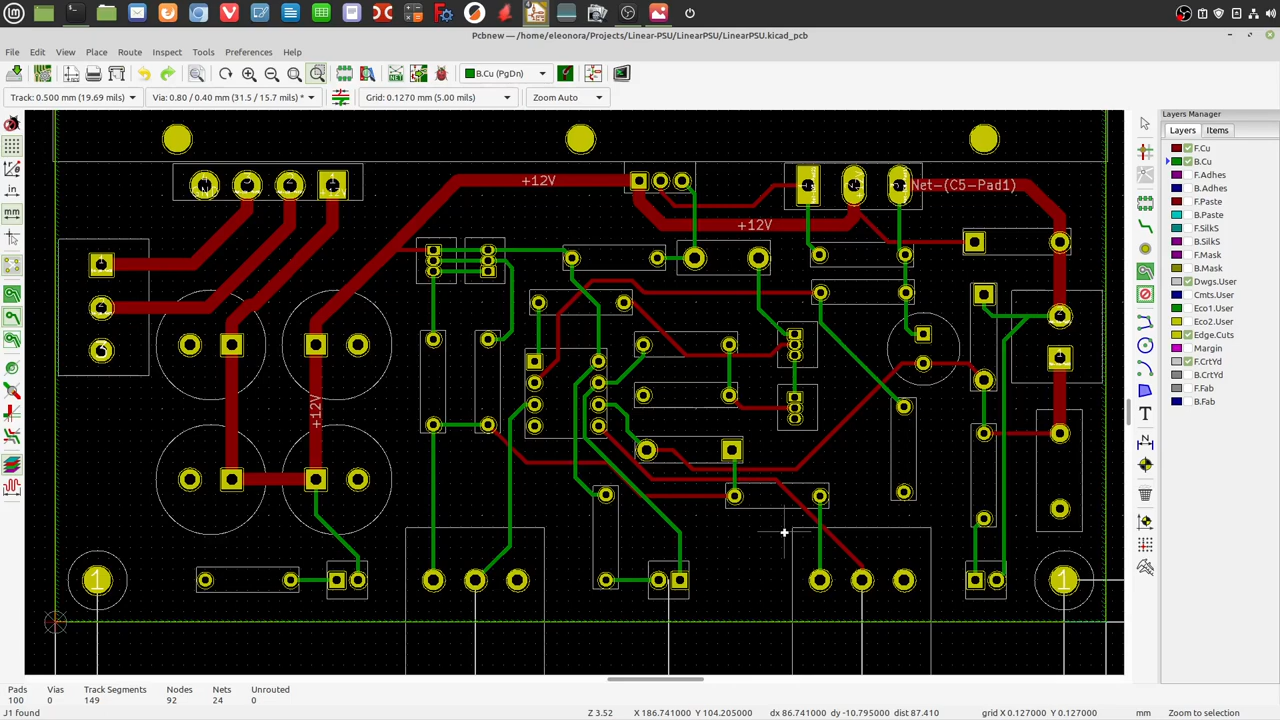 Pcbnew — /home/eleonora/Projects/Linear-PSU/LinearPSU/LinearPSU.kicad_pcb
File Edit View Place Route Inspect Tools Preferences Help
B.Cu (PgDn)
Track: 0.500 mm (19.69 mils) Via: 0.80 / 0.40 mm (31.5 / 15.7 mils) * Grid: 0.1270 mm (5.00 mils) Zoom Auto
Layers Manager
Layers Items
F.Cu
B.Cu
F.Adhes
B.Adhes
F.Paste
B.Paste
F.SilkS
B.SilkS
F.Mask
B.Mask
Dwgs.User
Cmts.User
Eco1.User
Eco2.User
Edge.Cuts
Margin
F.CrtYd
B.CrtYd
F.Fab
B.Fab
in
mm
+12V
Net-(C5-Pad1)
+12V
+12V
3
1
1
Pads Vias Track Segments Nodes Nets Unrouted
100 0 149 92 24 0
J1 found Z 3.52 X 186.741000 Y 104.205000 dx 86.741000 dy -10.795000 dist 87.410 grid X 0.127000 Y 0.127000 mm Zoom to selection